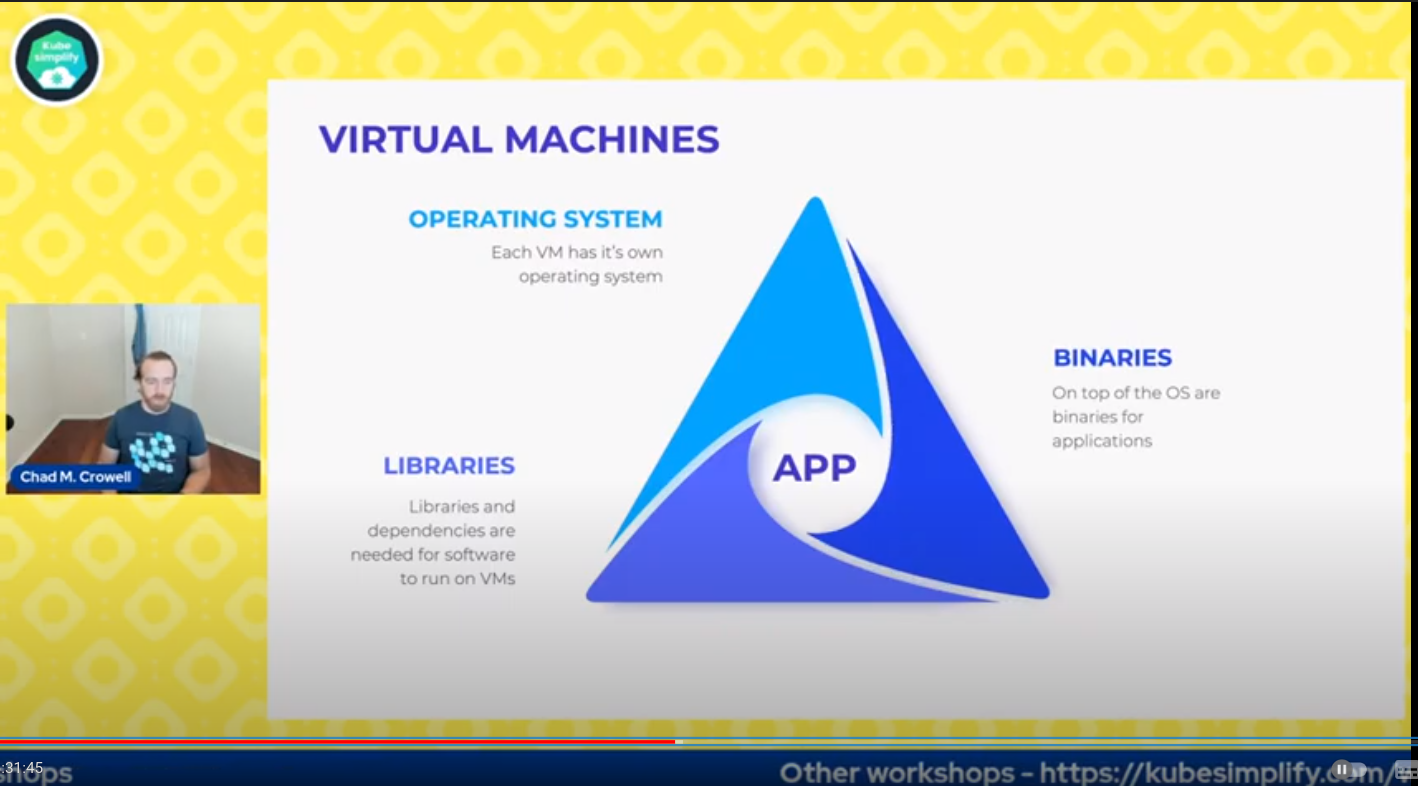 Kube
simplify
VIRTUAL MACHINES
OPERATING SYSTEM
Each VM has it's own
operating system
BINARIES
On top of the OS are
binaries for
applications
APP
LIBRARIES
Libraries and
dependencies are
needed for software
to run on VMs
Chad M. Crowell
:31:45
shops
Other workshops - https://kubesimplify.com/